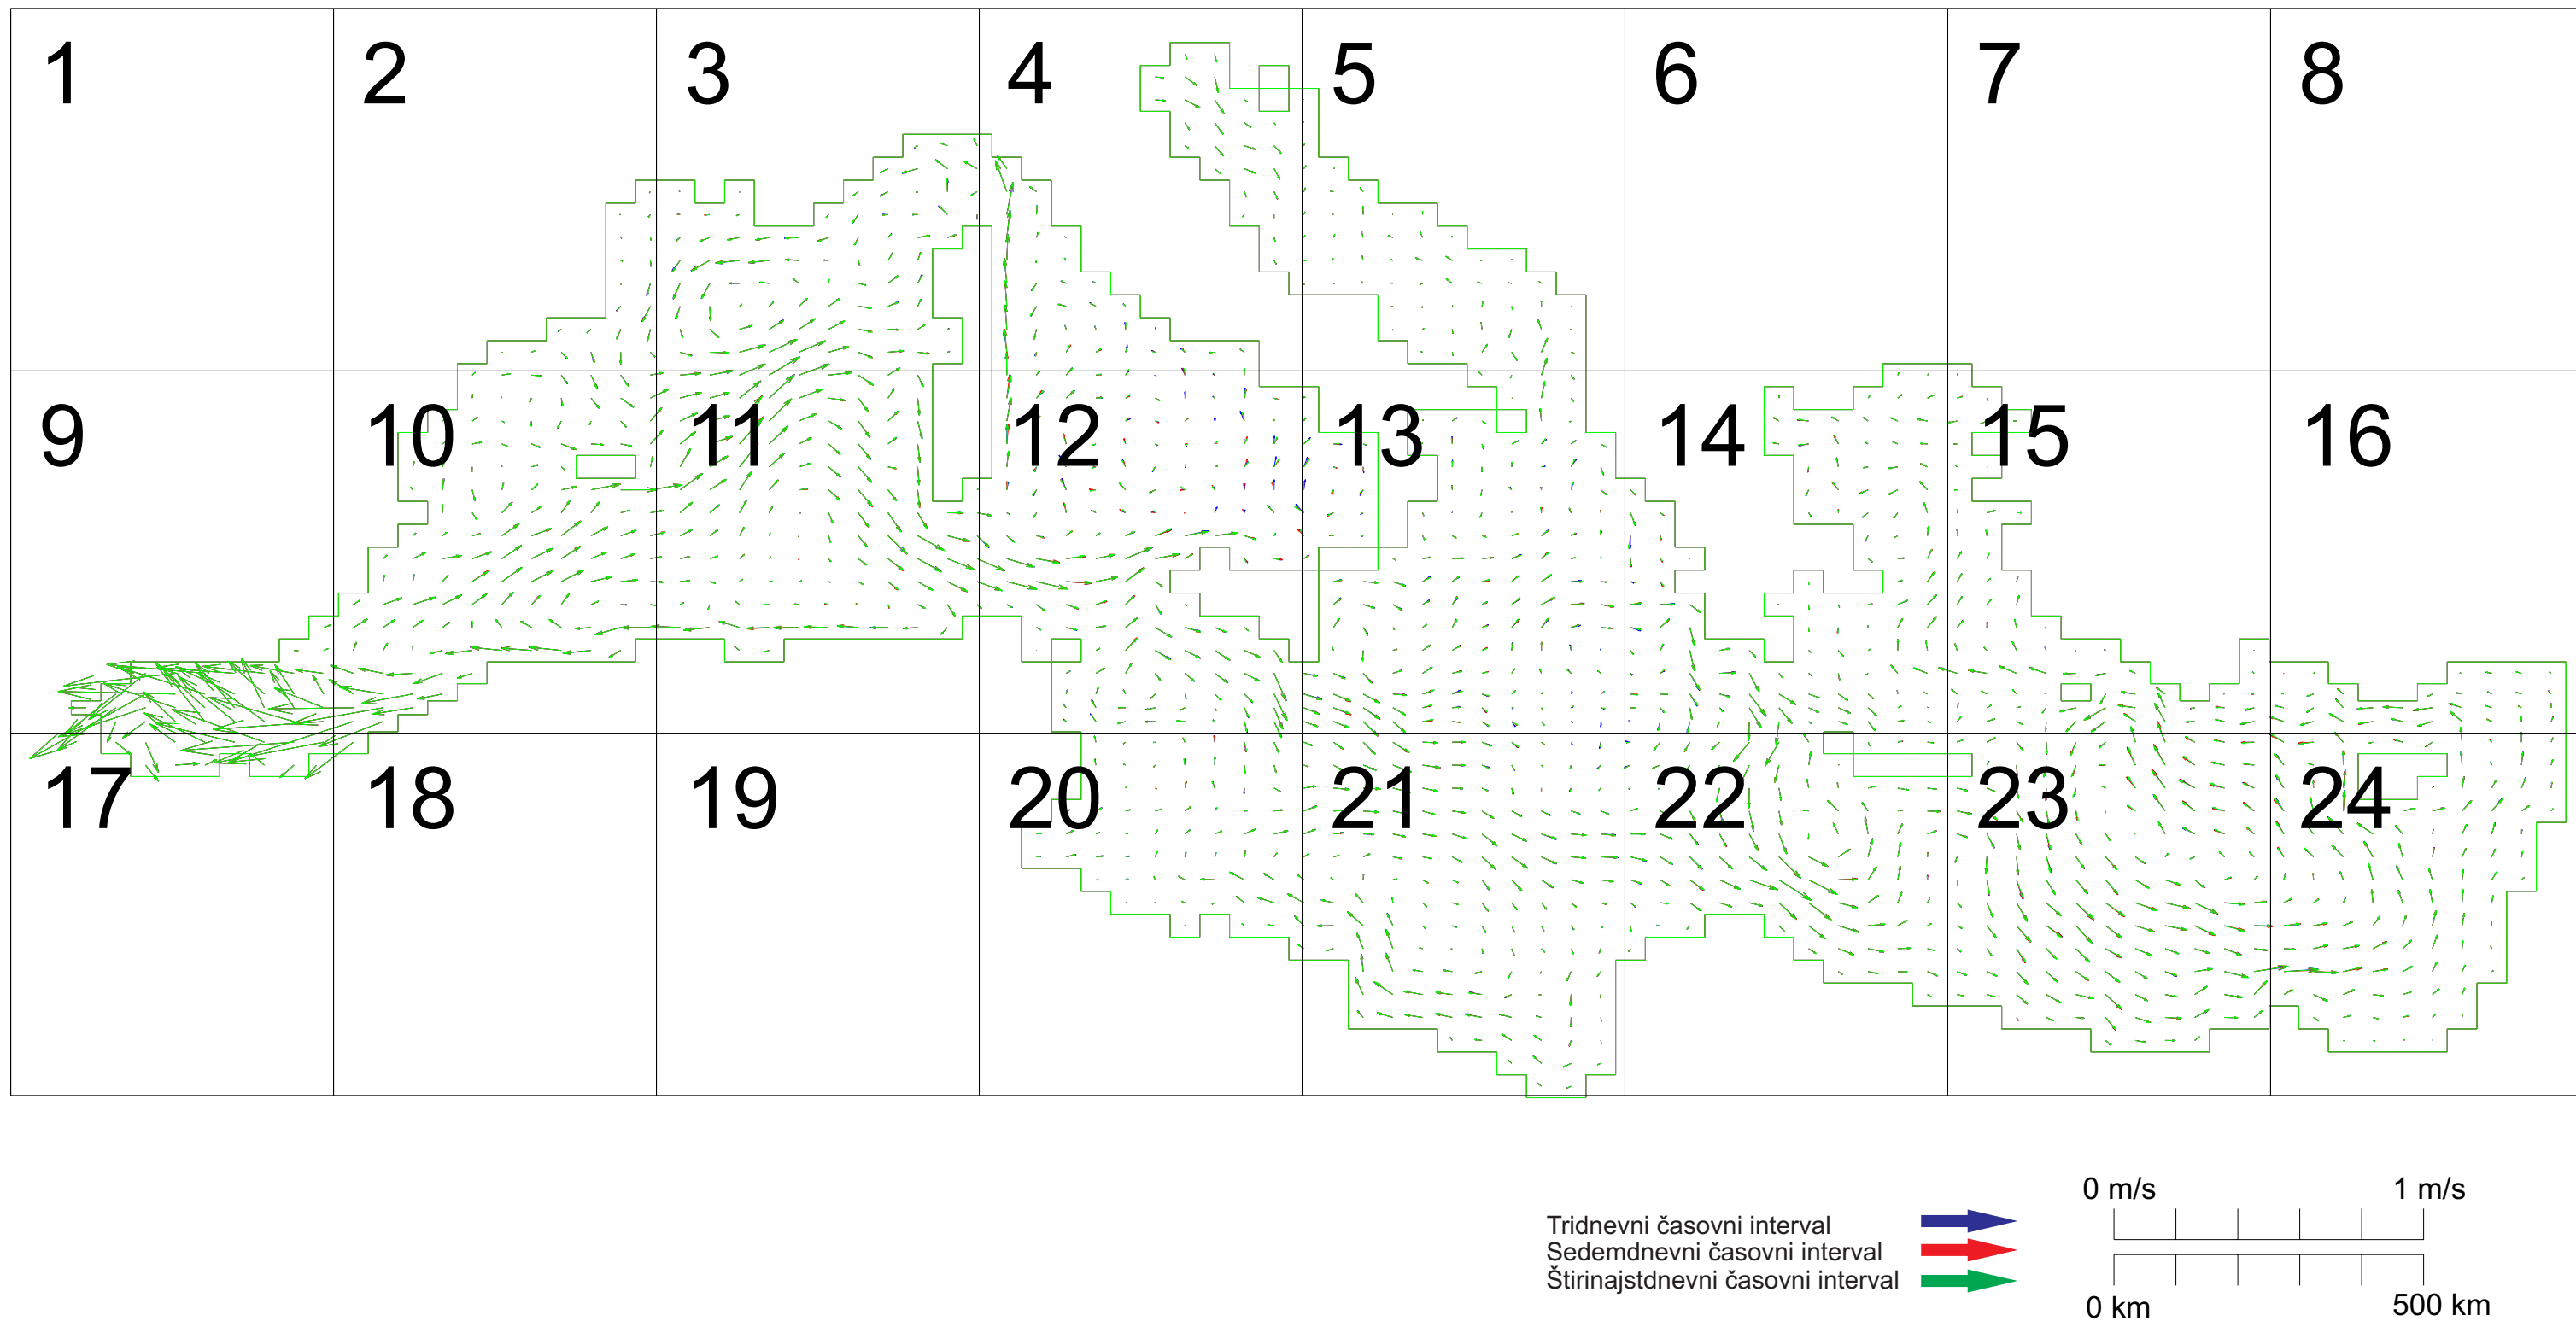 1 2 3 4 5 6 7 8
9 10 11 12 13 14 15 16
17 18 19 20 21 22 23 24
0 m/s 1 m/s
Tridnevni časovni interval
Sedemdnevni časovni interval
Štirinajstdnevni časovni interval
0 km 500 km